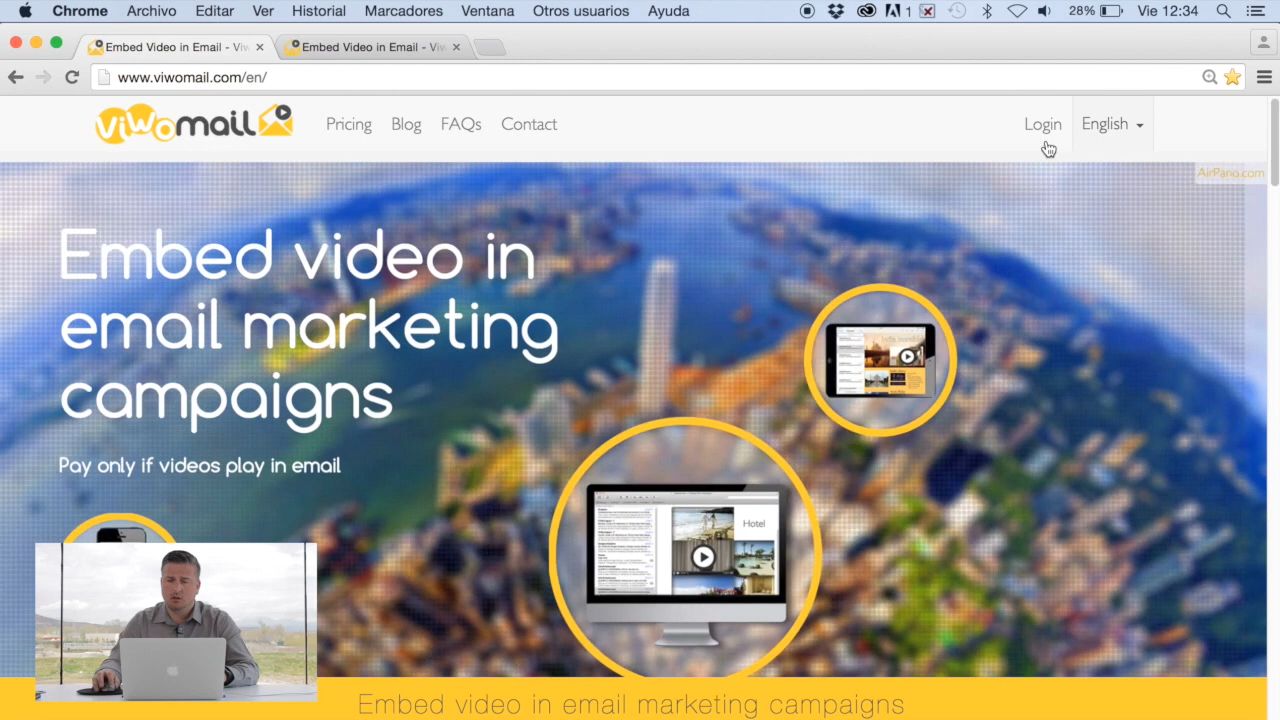 Chrome Archivo Editar Ver Historial Marcadores Ventana Otros usuarios Ayuda 1 28% Vie 12:34
Embed Video in Email - Viw
Embed Video in Email - Viw
www.viwomail.com/en/
viwomail Pricing Blog FAQs Contact Login English
AirPano.com
Embed video in
email marketing
campaigns
Pay only if videos play in email
Hotel
Embed video in email marketing campaigns